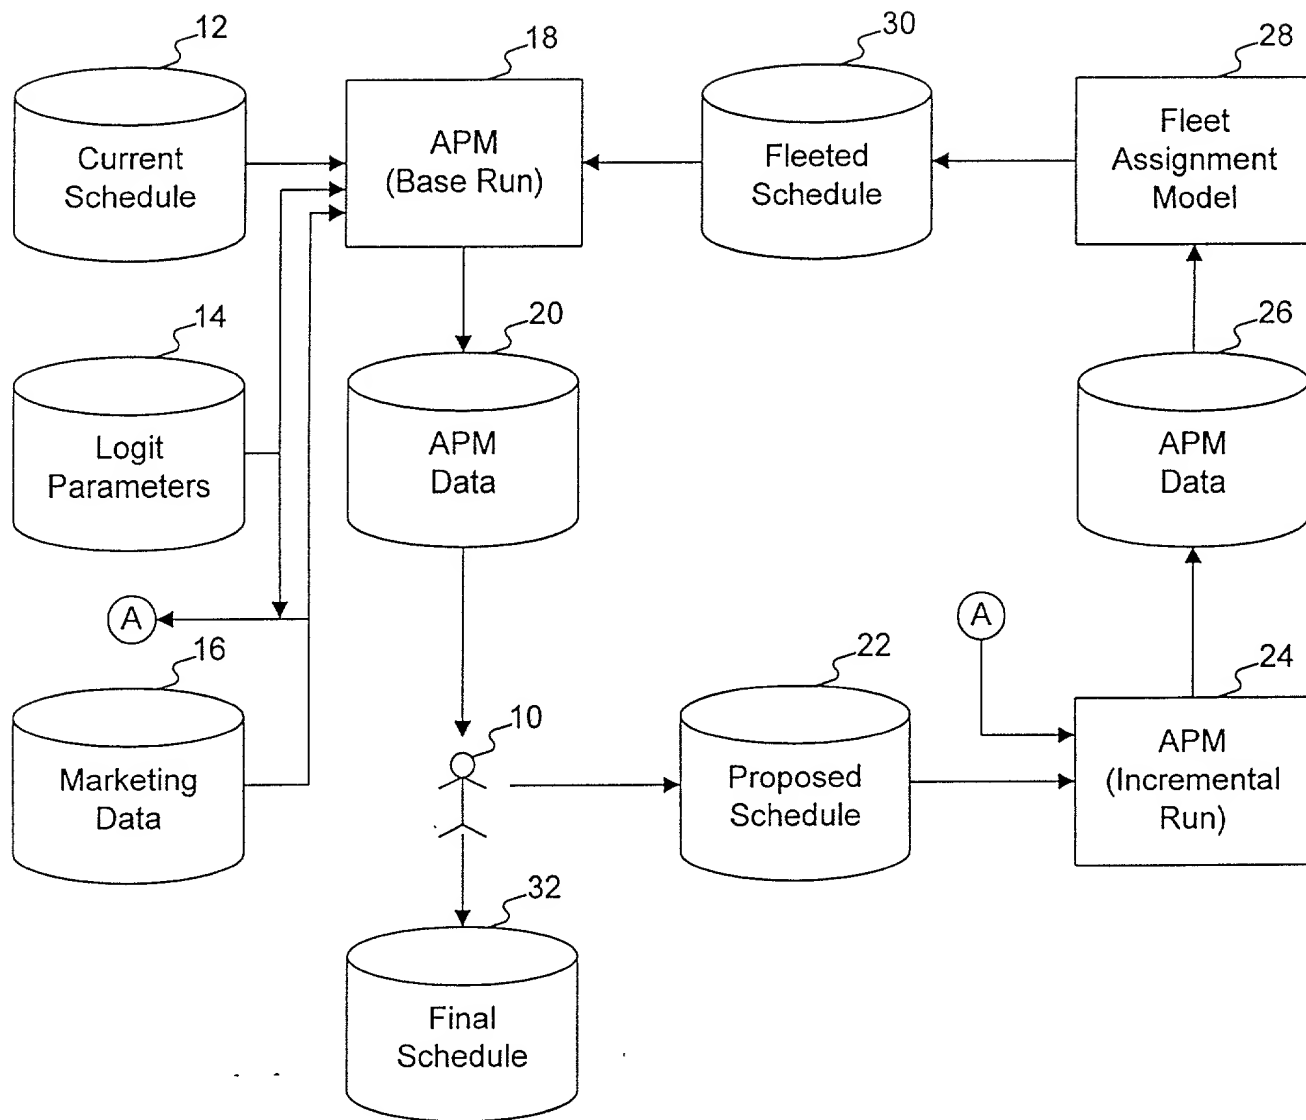 12
18
30
28
Current
Schedule
APM
(Base Run)
Fleeted
Schedule
Fleet
Assignment
Model
14
20
26
Logit
Parameters
APM
Data
APM
Data
A
A
16
22
24
10
Marketing
Data
Proposed
Schedule
APM
(Incremental
Run)
32
Final
Schedule